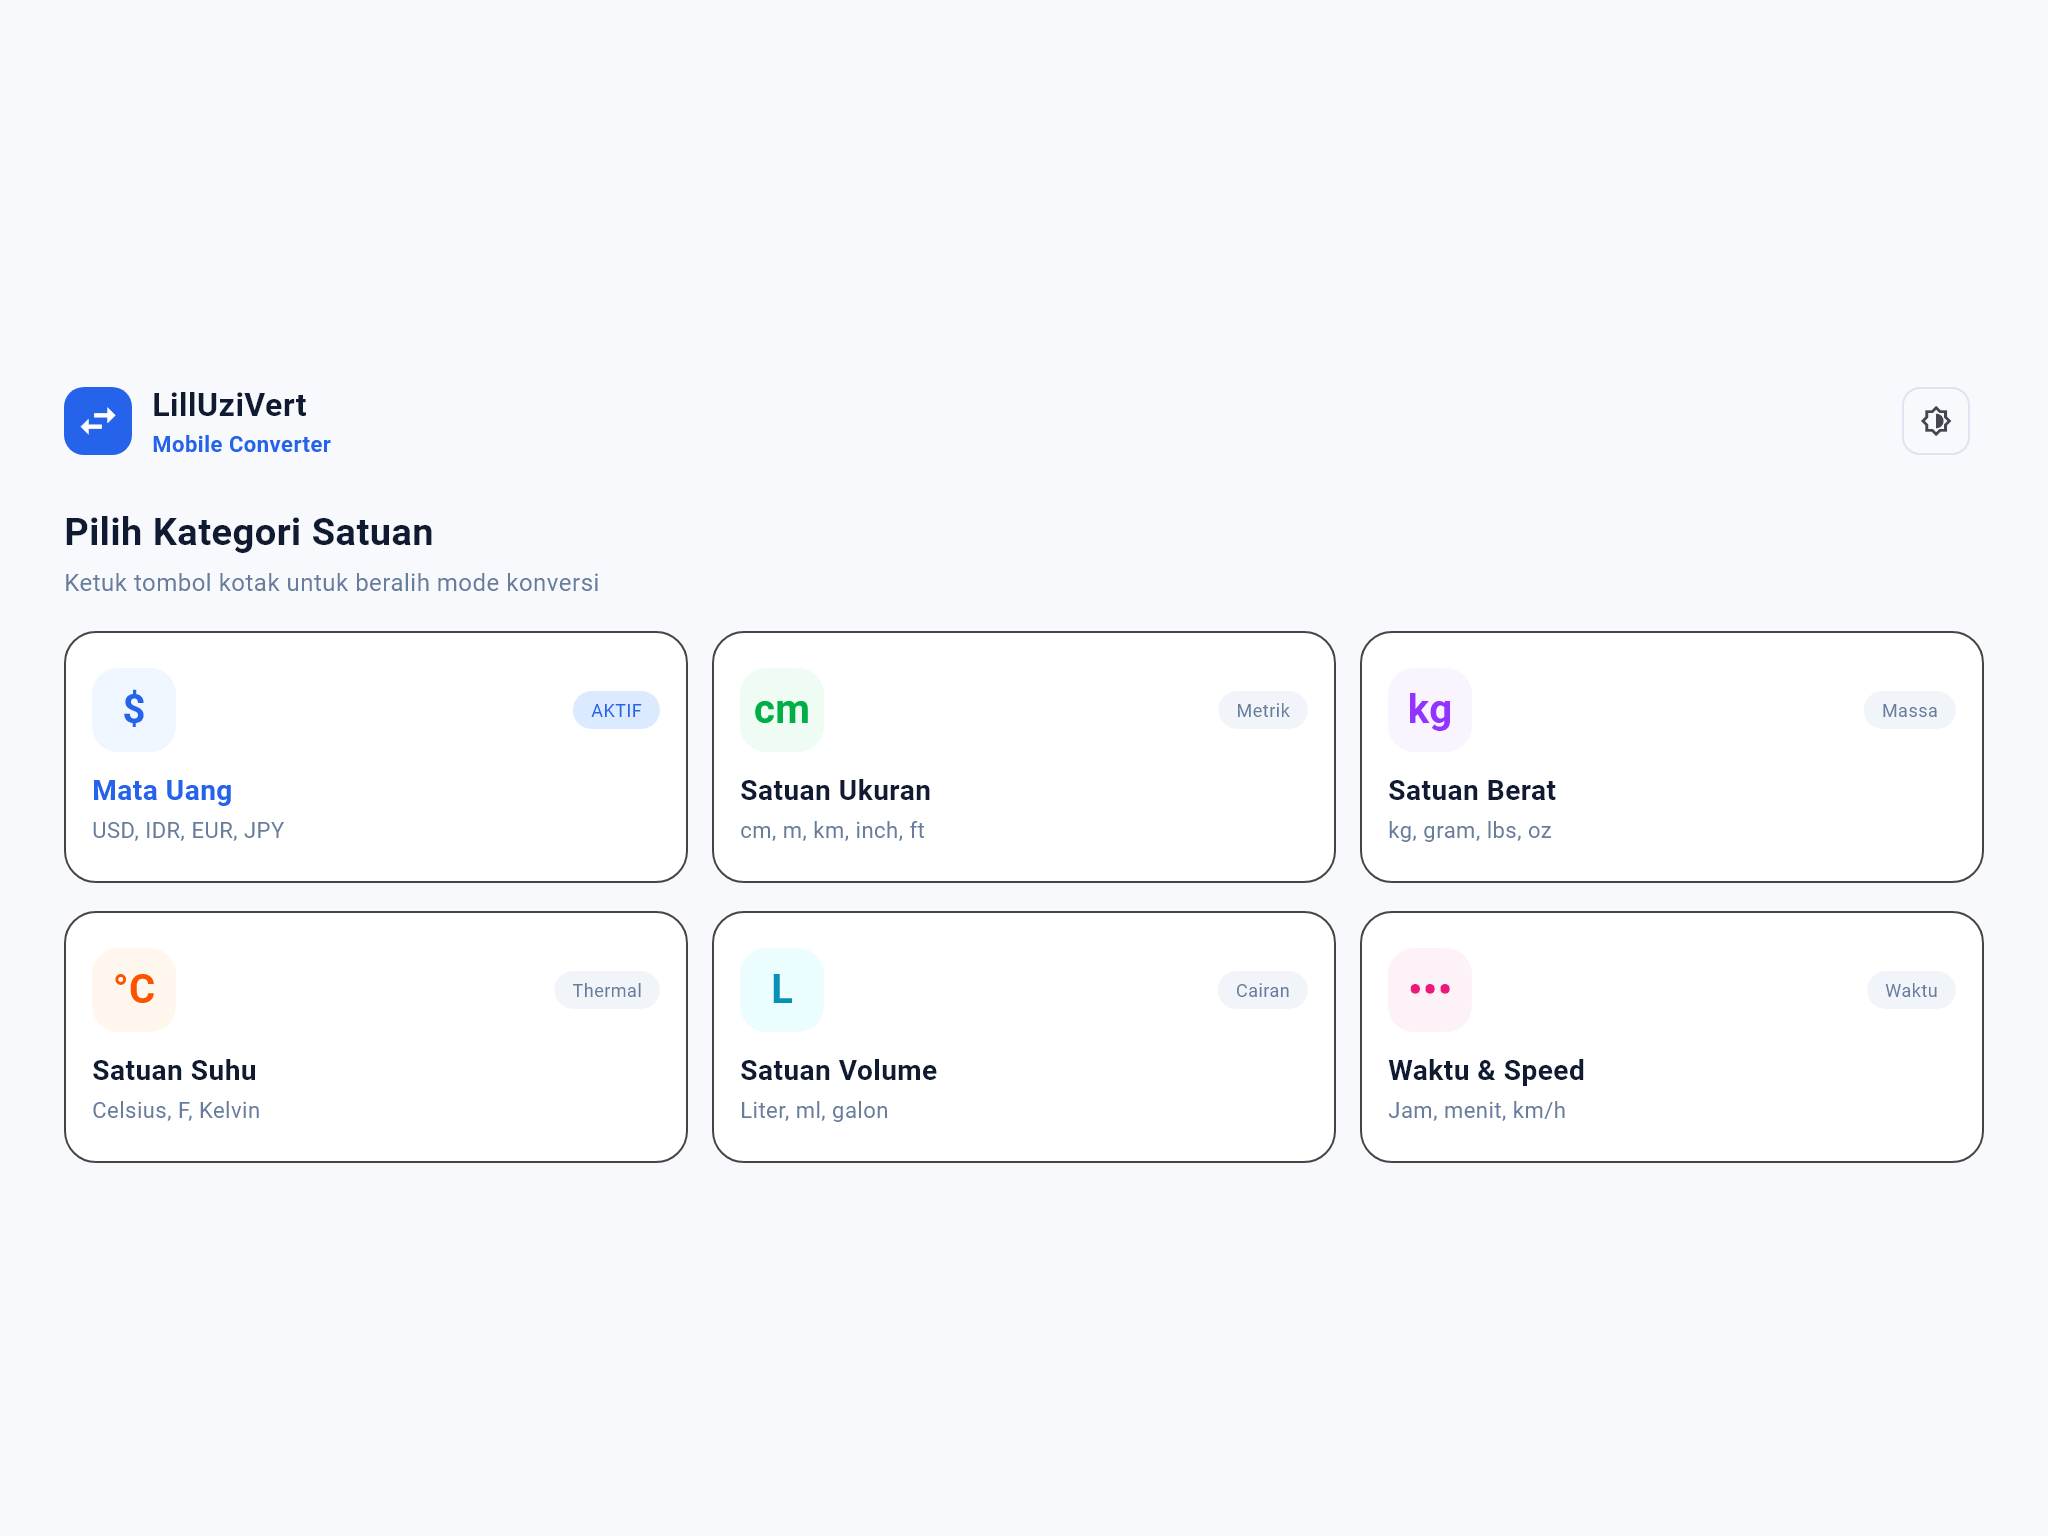 LillUziVert
Mobile Converter
Pilih Kategori Satuan
Ketuk tombol kotak untuk beralih mode konversi
$
AKTIF
Mata Uang
USD, IDR, EUR, JPY
cm
Metrik
Satuan Ukuran
cm, m, km, inch, ft
kg
Massa
Satuan Berat
kg, gram, lbs, oz
°C
Thermal
Satuan Suhu
Celsius, F, Kelvin
L
Cairan
Satuan Volume
Liter, ml, galon
•••
Waktu
Waktu & Speed
Jam, menit, km/h